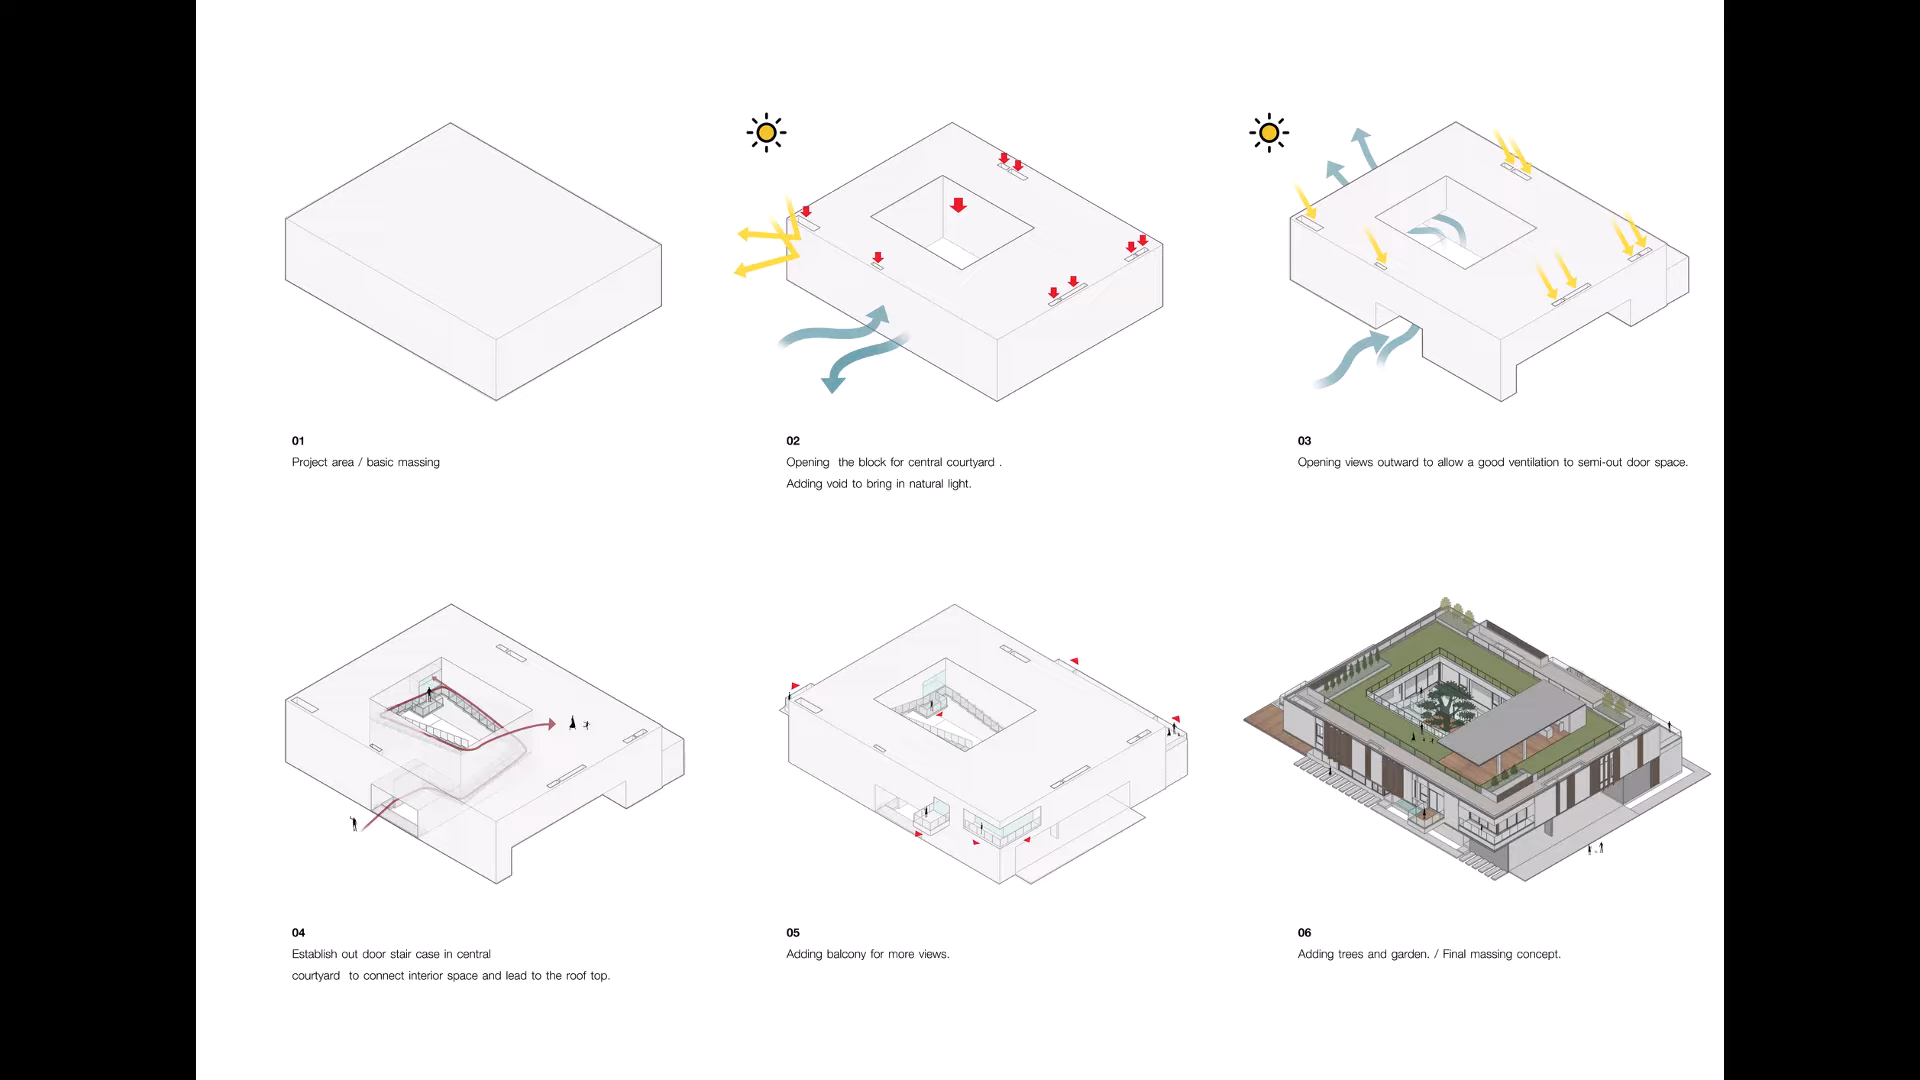 01
Project area / basic massing
02
Opening the block for central courtyard .
Adding void to bring in natural light.
03
Opening views outward to allow a good ventilation to semi-out door space.
04
Establish out door stair case in central
courtyard to connect interior space and lead to the roof top.
05
Adding balcony for more views.
06
Adding trees and garden. / Final massing concept.